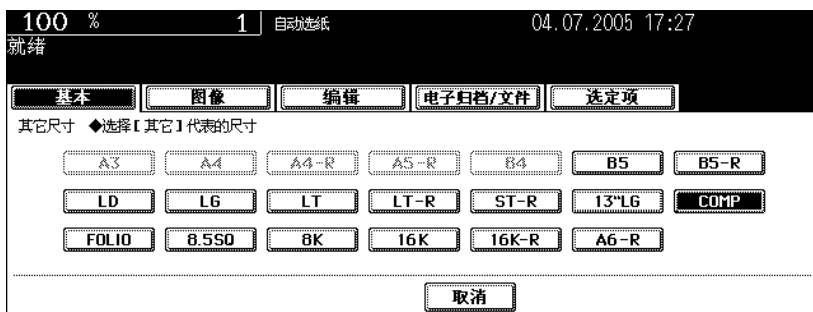 100 % 1 自动选纸 04.07.2005 17:27
就绪
基本 图像 编辑 电子归档/文件 选定项
其它尺寸 ◆选择[其它]代表的尺寸
A3 A4 A4-R A5-R B4 B5 B5-R
LD LG LT LT-R ST-R 13"LG COMP
FOLIO 8.5SQ 8K 16K 16K-R A6-R
取消